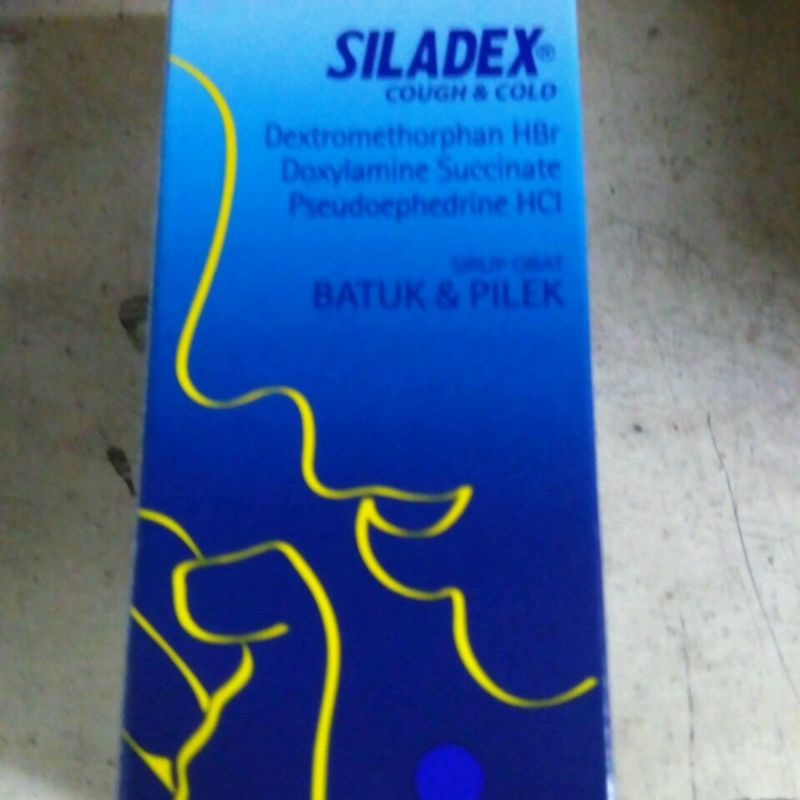 SILADEX®
COUGH & COLD
Dextromethorphan HBr
Doxylamine Succinate
Pseudoephedrine HCl
SIRUP OBAT
BATUK & PILEK